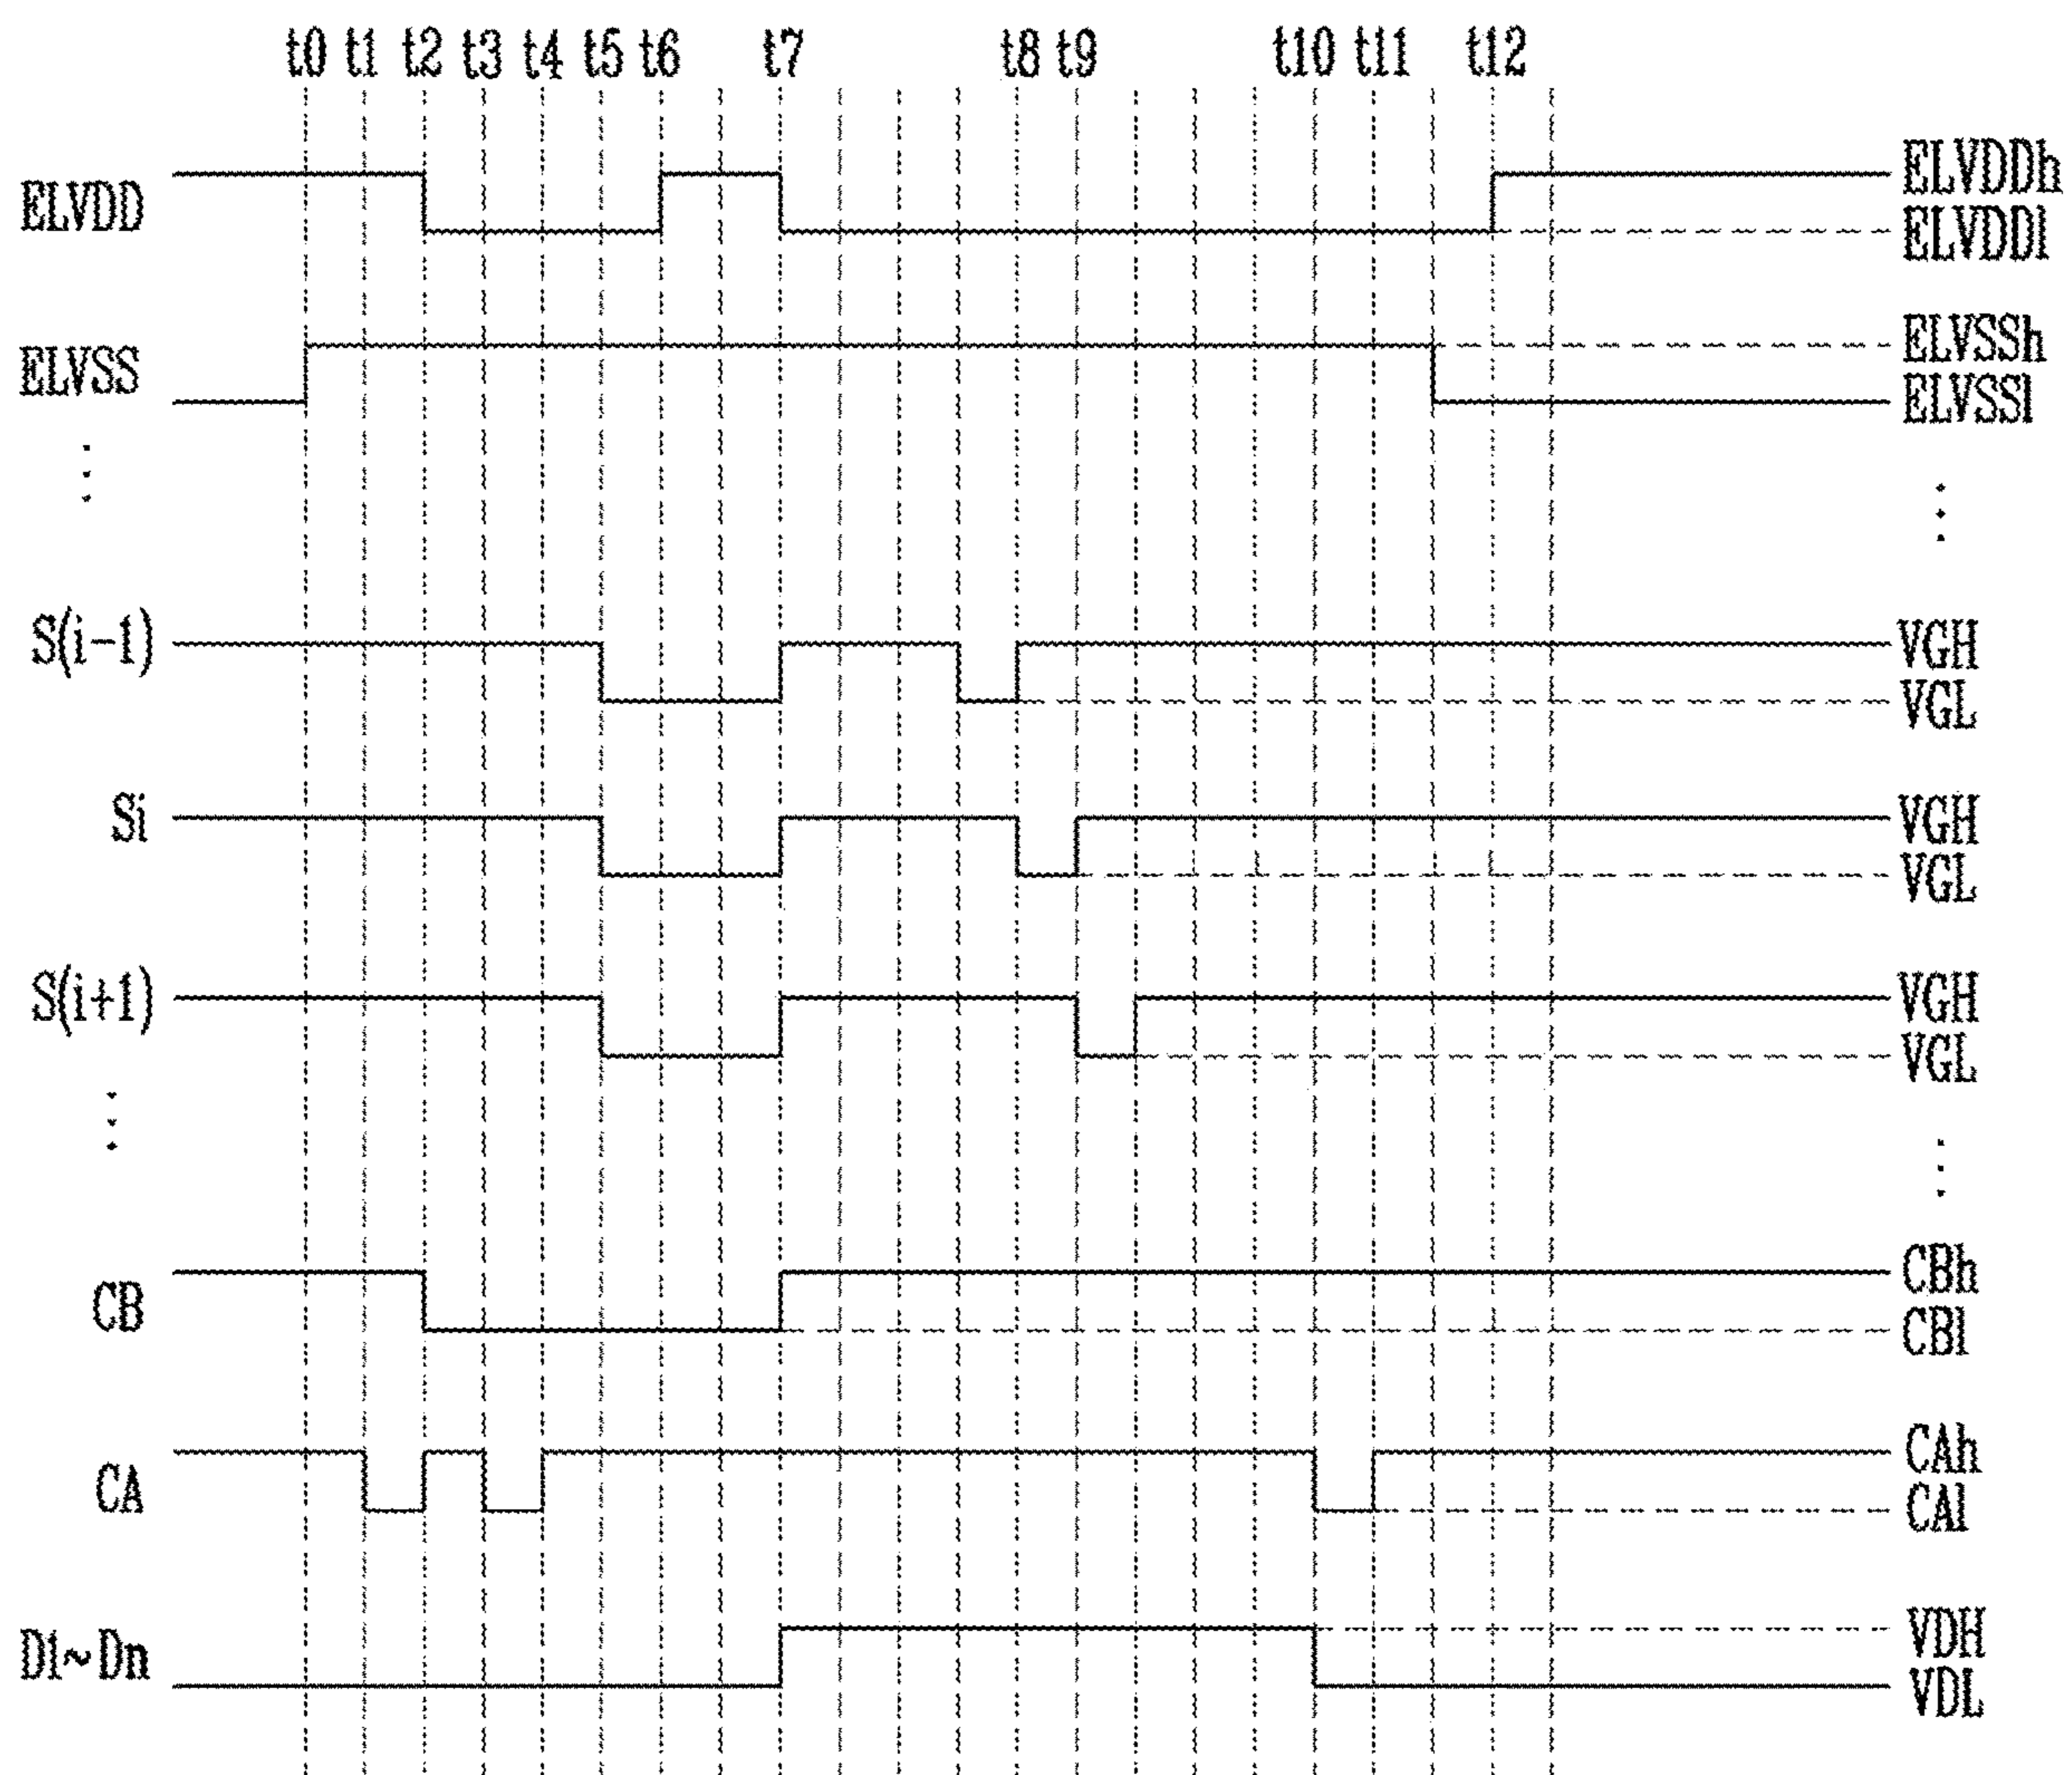 t0 t1 t2 t3 t4 t5 t6 t7 t8 t9 t10 t11 t12
ELVDD
ELVDDh
ELVDDl
ELVSS
ELVSSh
ELVSSl
S(i-1)
VGH
VGL
Si
VGH
VGL
S(i+1)
VGH
VGL
CB
CBh
CBl
CA
CAh
CAl
D1~Dn
VDH
VDL